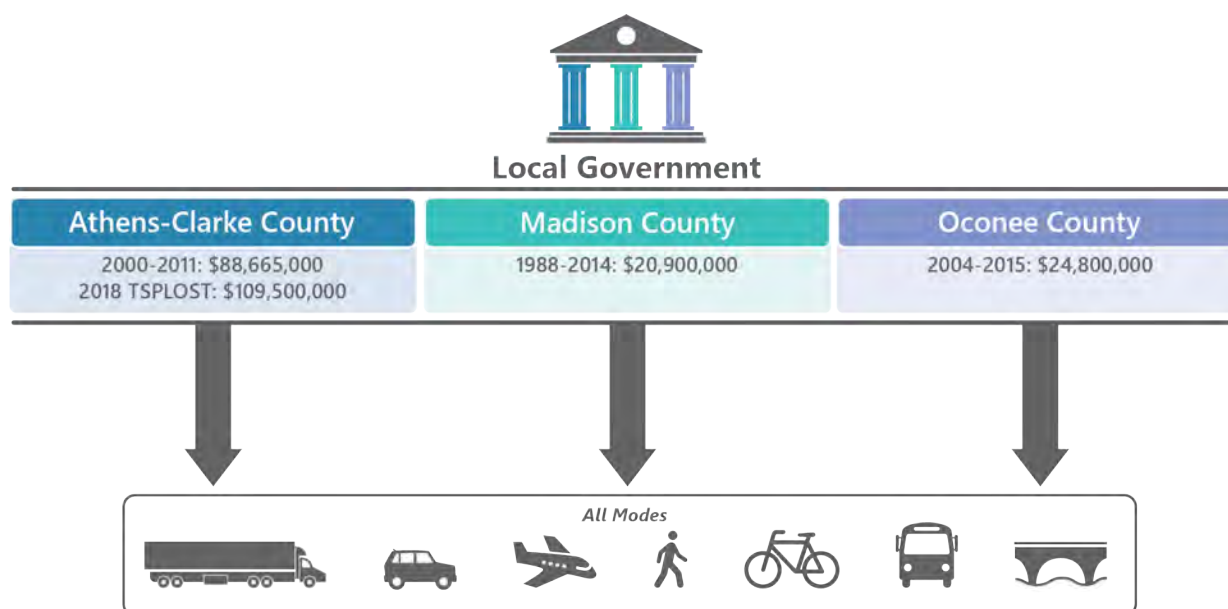 Local Government
Athens-Clarke County
2000-2011: $88,665,000
2018 TSPLOST: $109,500,000
Madison County
1988-2014: $20,900,000
Oconee County
2004-2015: $24,800,000
All Modes